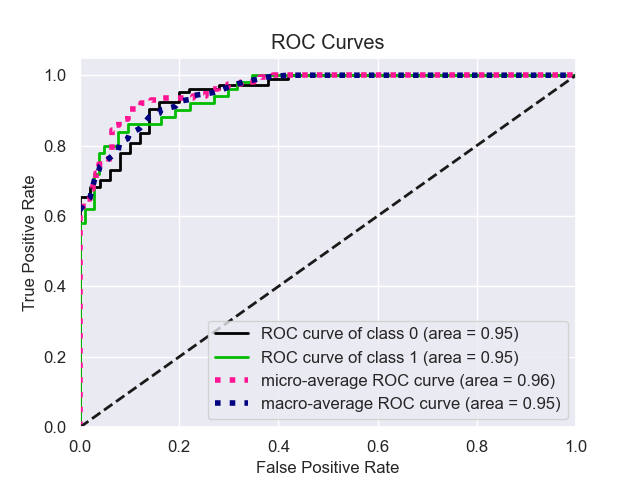 ROC Curves
True Positive Rate
1.0
0.8
0.6
0.4
0.2
0.0
ROC curve of class 0 (area = 0.95)
ROC curve of class 1 (area = 0.95)
micro-average ROC curve (area = 0.96)
macro-average ROC curve (area = 0.95)
0.0 0.2 0.4 0.6 0.8 1.0
False Positive Rate